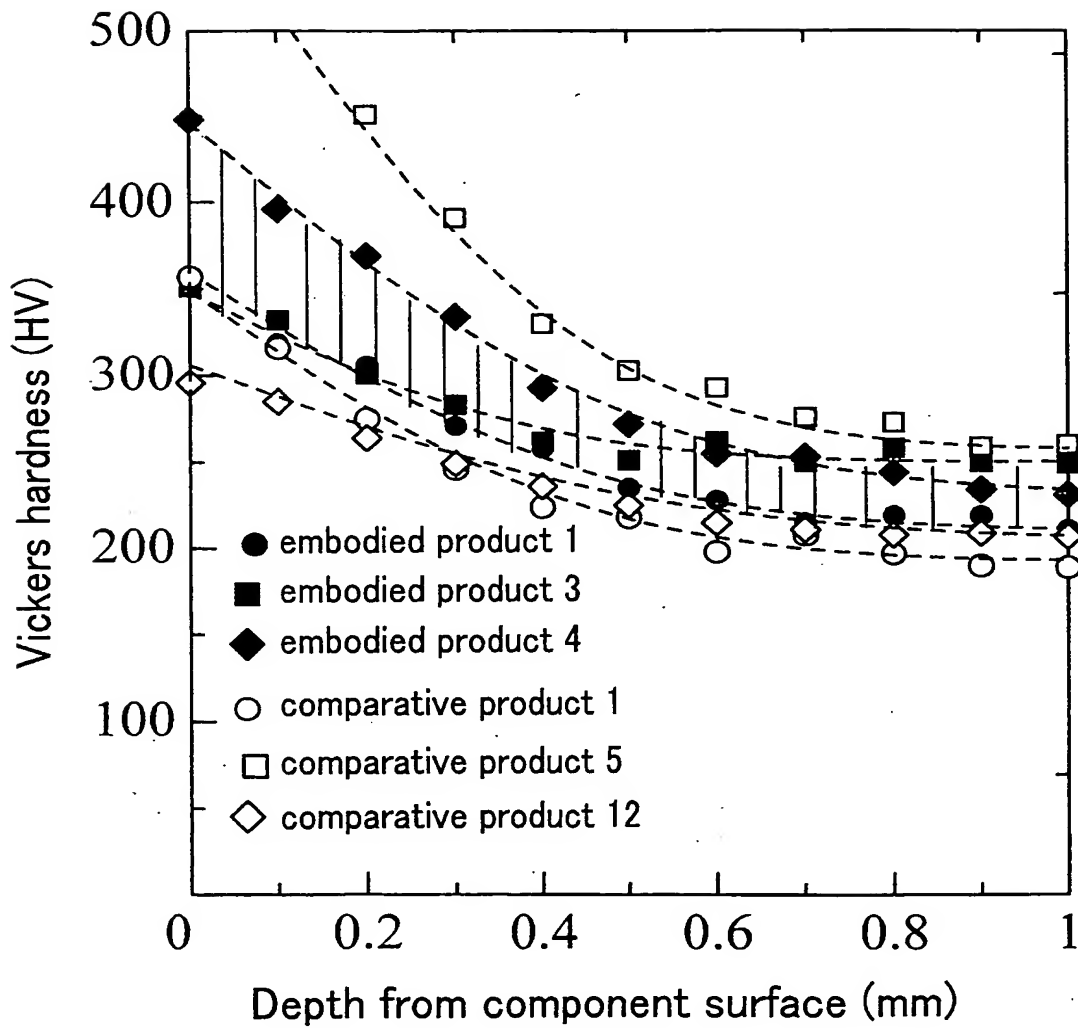 500
400
300
200
100
Vickers hardness (HV)
embodied product 1
embodied product 3
embodied product 4
comparative product 1
comparative product 5
comparative product 12
0 0.2 0.4 0.6 0.8 1
Depth from component surface (mm)